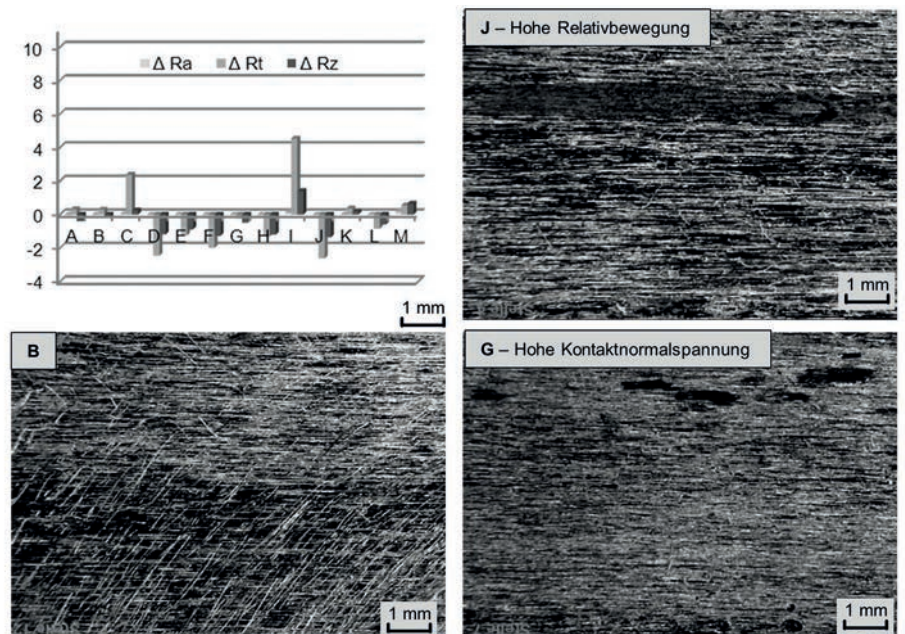 10
8
6
4
2
0
-2
-4
Δ Ra Δ Rt Δ Rz
A B C D E F G H I J K L M
1 mm
J – Hohe Relativbewegung
1 mm
B
1 mm
G – Hohe Kontaktnormalspannung
1 mm